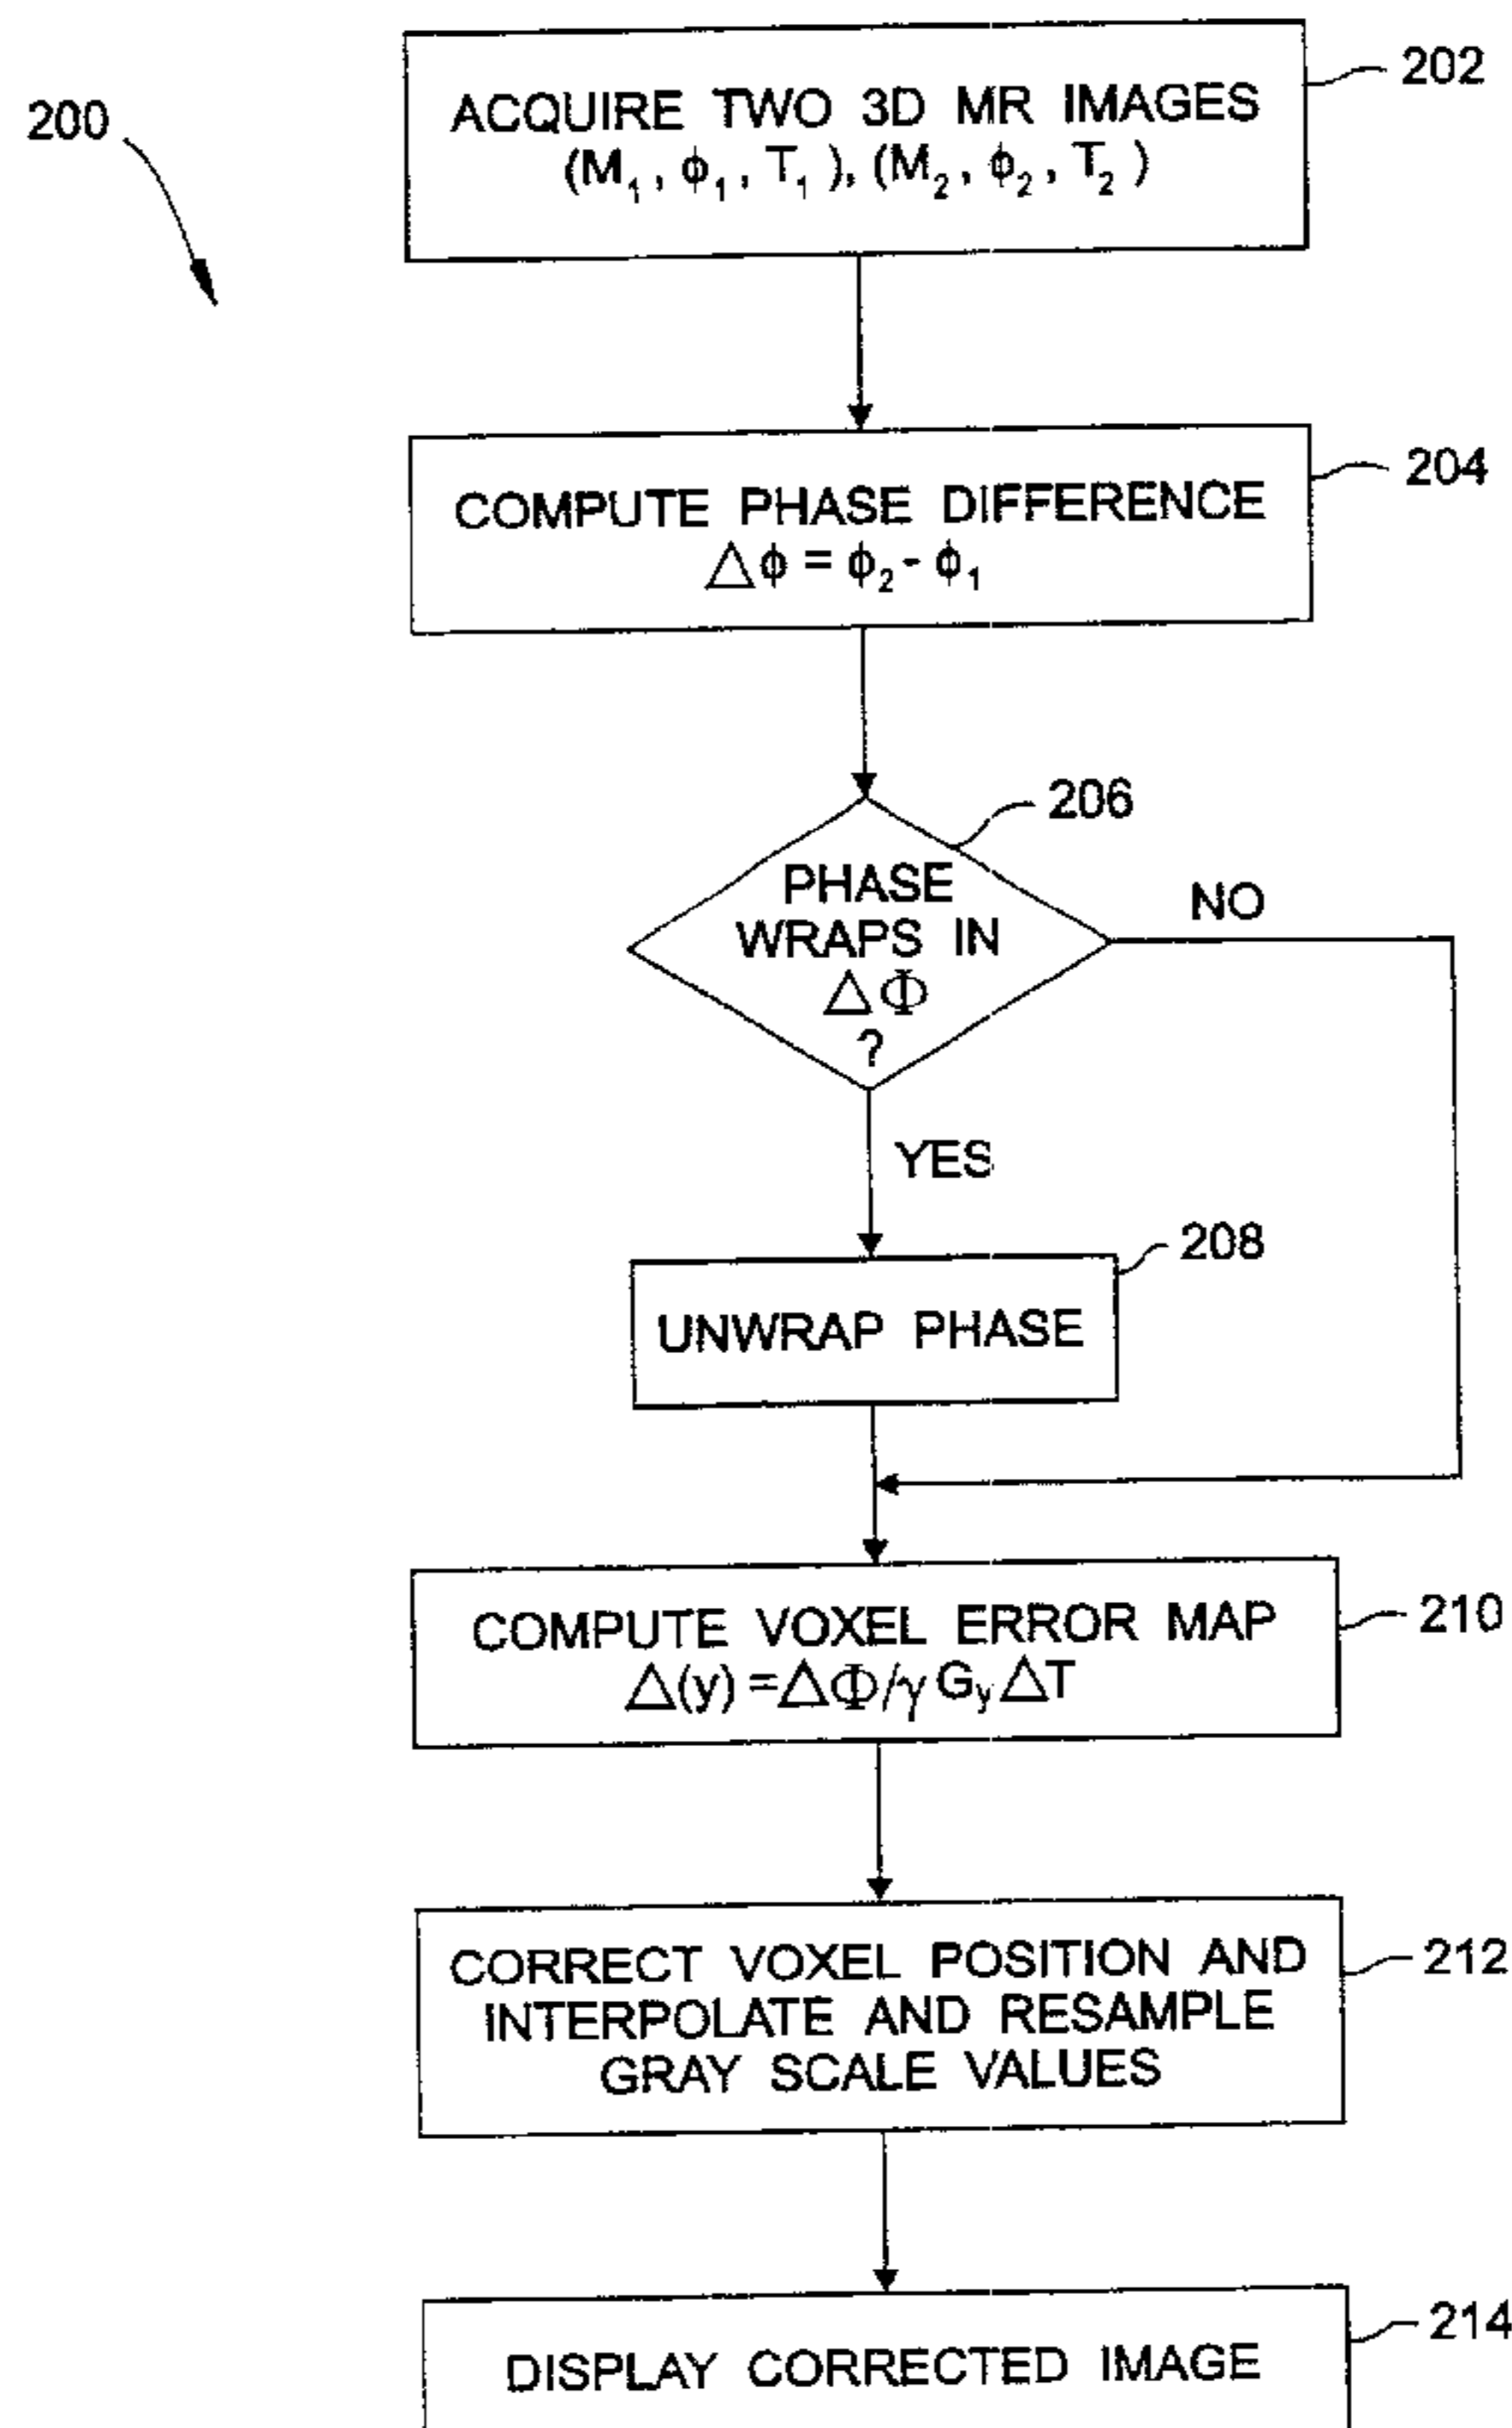 200
202
ACQUIRE TWO 3D MR IMAGES
(M₁, ϕ₁, T₁), (M₂, ϕ₂, T₂)
204
COMPUTE PHASE DIFFERENCE
△ϕ = ϕ₂ - ϕ₁
206
PHASE
WRAPS IN
△Φ
?
NO
YES
208
UNWRAP PHASE
210
COMPUTE VOXEL ERROR MAP
△(y) = △Φ/γ Gy △T
212
CORRECT VOXEL POSITION AND
INTERPOLATE AND RESAMPLE
GRAY SCALE VALUES
214
DISPLAY CORRECTED IMAGE